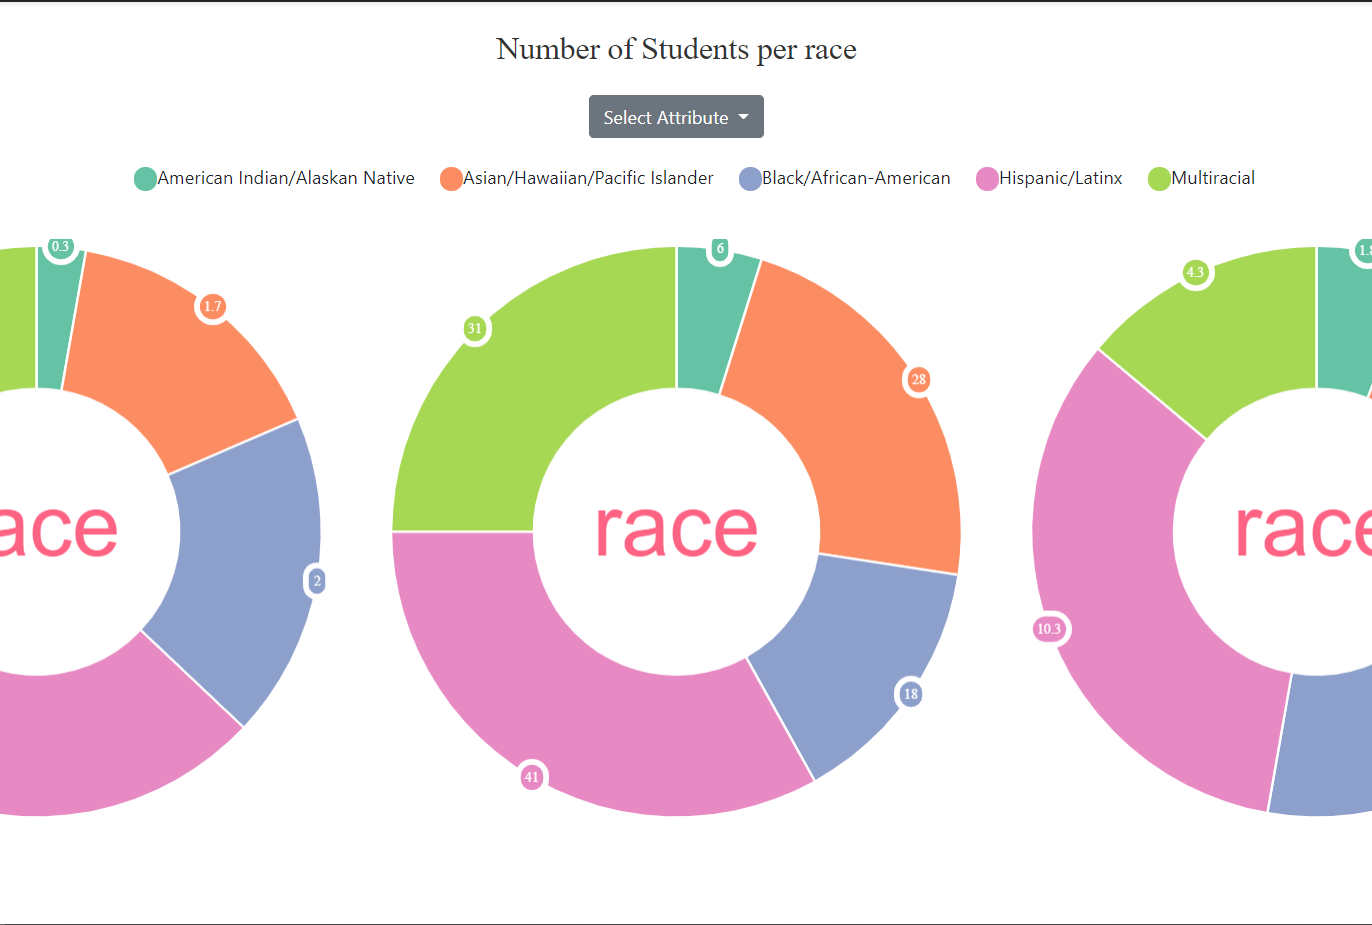 Number of Students per race
Select Attribute
American Indian/Alaskan Native
Asian/Hawaiian/Pacific Islander
Black/African-American
Hispanic/Latinx
Multiracial
0.3
1.7
2
ace
6
28
18
41
31
race
4.3
10.3
race